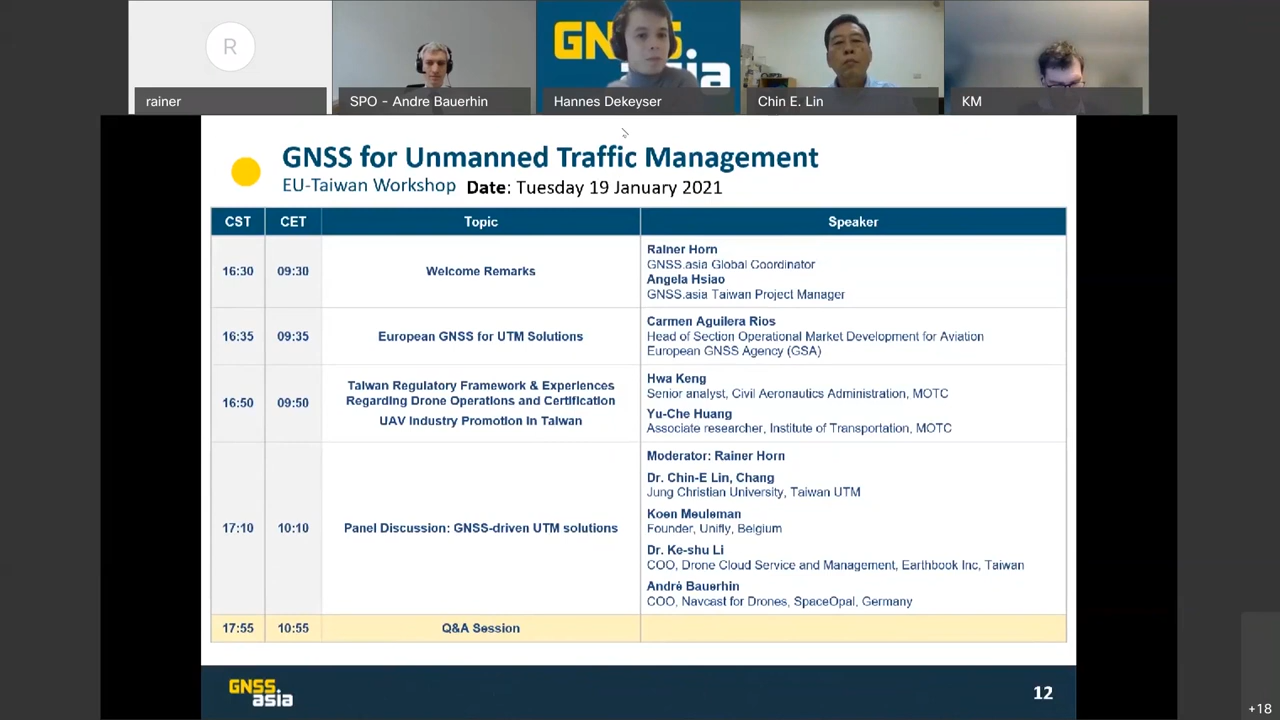 R
rainer
SPO - Andre Bauerhin
GNSS
asia
Hannes Dekeyser
Chin E. Lin
KM
GNSS for Unmanned Traffic Management
EU-Taiwan Workshop Date: Tuesday 19 January 2021
CST CET Topic Speaker
16:30 09:30 Welcome Remarks
Rainer Horn
GNSS.asia Global Coordinator
Angela Hsiao
GNSS.asia Taiwan Project Manager
16:35 09:35 European GNSS for UTM Solutions
Carmen Aguilera Rios
Head of Section Operational Market Development for Aviation
European GNSS Agency (GSA)
16:50 09:50
Taiwan Regulatory Framework & Experiences
Regarding Drone Operations and Certification
UAV Industry Promotion in Taiwan
Hwa Keng
Senior analyst, Civil Aeronautics Administration, MOTC
Yu-Che Huang
Associate researcher, Institute of Transportation, MOTC
17:10 10:10 Panel Discussion: GNSS-driven UTM solutions
Moderator: Rainer Horn
Dr. Chin-E Lin, Chang
Jung Christian University, Taiwan UTM
Koen Meuleman
Founder, Unifly, Belgium
Dr. Ke-shu Li
COO, Drone Cloud Service and Management, Earthbook Inc, Taiwan
Andrè Bauerhin
COO, Navcast for Drones, SpaceOpal, Germany
17:55 10:55 Q&A Session
GNSS.
asia
12
+18